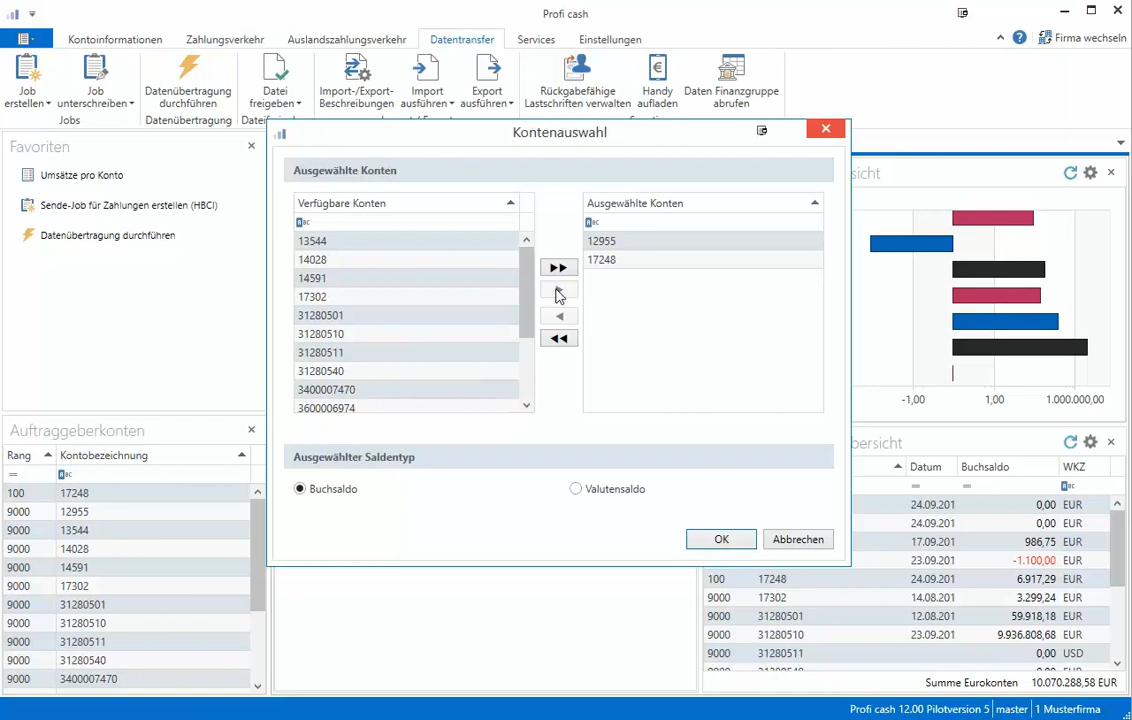 Profi cash
Kontoinformationen Zahlungsverkehr Auslandszahlungsverkehr Datentransfer Services Einstellungen
Firma wechseln
Job erstellen
Job unterschreiben
Jobs
Datenübertragung durchführen
Datenübertragung
Datei freigeben
Import-/Export-Beschreibungen
Import ausführen
Export ausführen
Rückgabefähige Lastschriften verwalten
Handy aufladen
Daten Finanzgruppe abrufen
Favoriten
Umsätze pro Konto
Sende-Job für Zahlungen erstellen (HBCI)
Datenübertragung durchführen
Auftraggeberkonten
Rang Kontobezeichnung
100 17248
9000 12955
9000 13544
9000 14028
9000 14591
9000 17302
9000 31280501
9000 31280510
9000 31280511
9000 31280540
9000 3400007470
Kontenauswahl
Ausgewählte Konten
Verfügbare Konten
13544
14028
14591
17302
31280501
31280510
31280511
31280540
3400007470
3600006974
Ausgewählte Konten
12955
17248
Ausgewählter Saldentyp
Buchsaldo
Valutensaldo
OK
Abbrechen
-1,00 1,00 1.000.000,00
Datum Buchsaldo WKZ
24.09.201 0,00 EUR
24.09.201 0,00 EUR
17.09.201 986,75 EUR
23.09.201 -1.100,00 EUR
100 17248 24.09.201 6.917,29 EUR
9000 17302 14.08.201 3.299,24 EUR
9000 31280501 12.08.201 59.918,18 EUR
9000 31280510 23.09.201 9.936.808,68 EUR
9000 31280511 0,00 USD
Summe Eurokonten 10.070.288,58 EUR
Profi cash 12.00 Pilotversion 5 master 1 Musterfirma